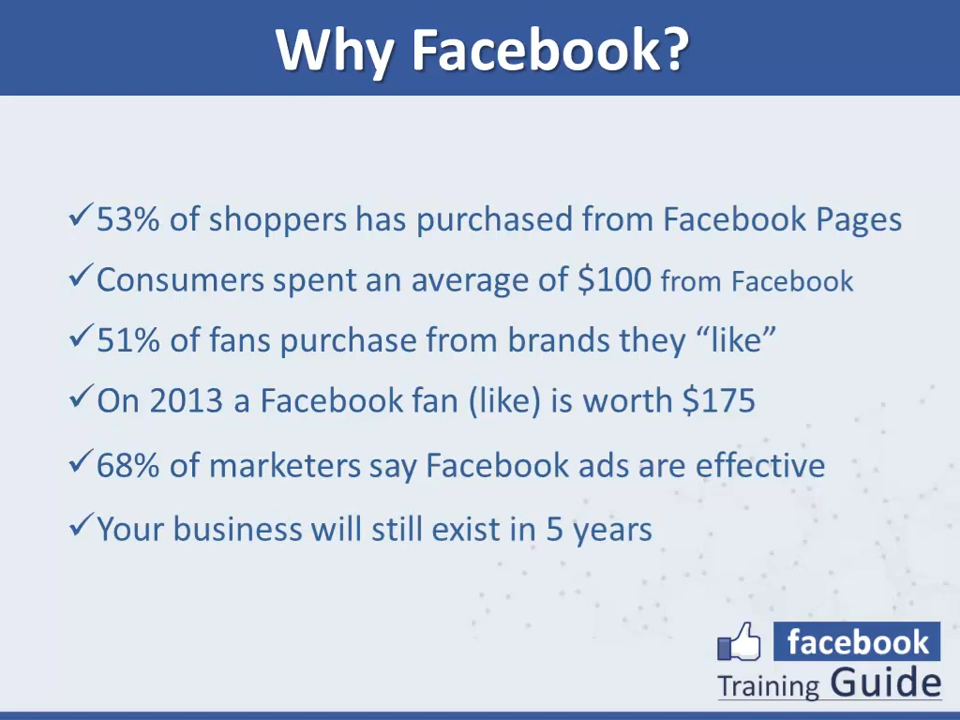 Why Facebook?
✓53% of shoppers has purchased from Facebook Pages
✓Consumers spent an average of $100 from Facebook
✓51% of fans purchase from brands they “like”
✓On 2013 a Facebook fan (like) is worth $175
✓68% of marketers say Facebook ads are effective
✓Your business will still exist in 5 years
facebook
Training Guide